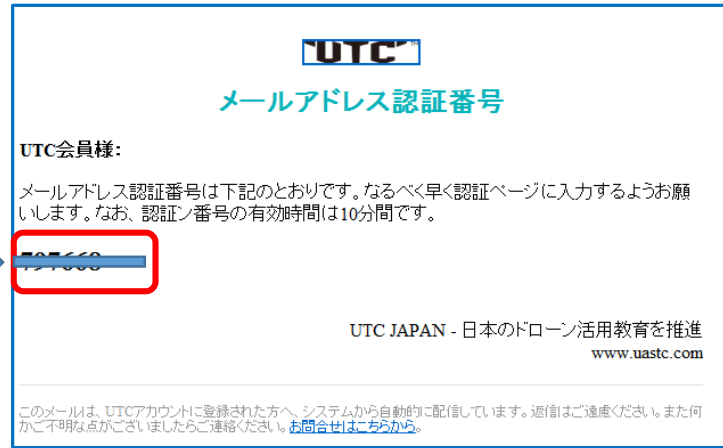 UTC
メールアドレス認証番号
UTC会員様:
メールアドレス認証番号は下記のとおりです。なるべく早く認証ページに入力するようお願
いします。なお、認証ン番号の有効時間は10分間です。
UTC JAPAN - 日本のドローン活用教育を推進
www.uastc.com
このメールは、UTCアカウントに登録された方へ、システムから自動的に配信しています。返信はご遠慮ください。また何
かご不明な点がございましたらご連絡ください。お問合せはこちらから。